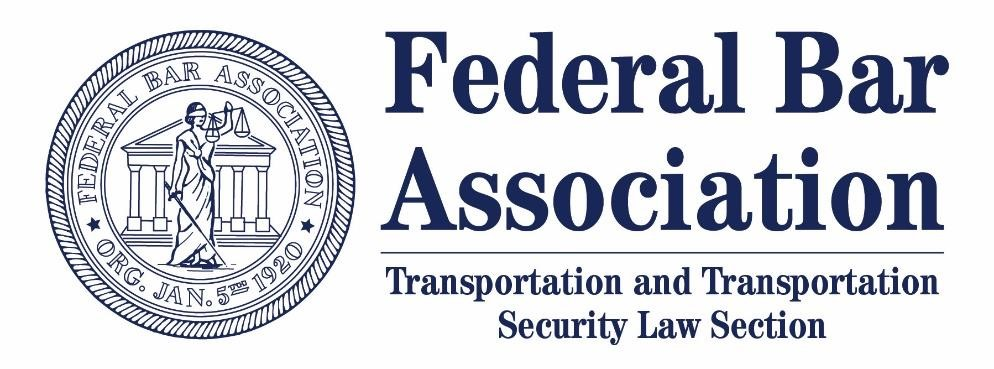 FEDERAL BAR ASSOCIATION
ORG. JAN. 5TH 1920
Federal Bar
Association
Transportation and Transportation
Security Law Section